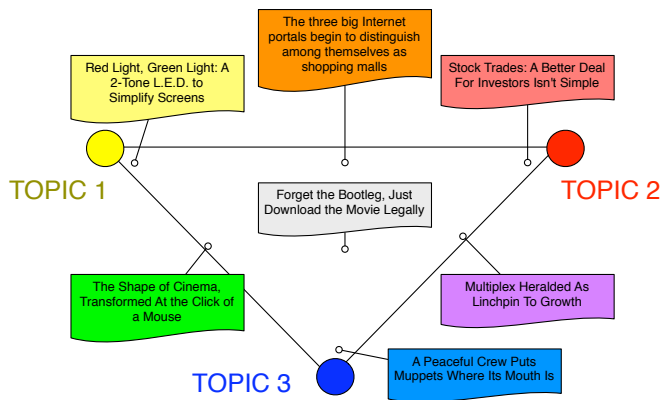 The three big Internet
portals begin to distinguish
among themselves as
shopping malls
Red Light, Green Light: A
2-Tone L.E.D. to
Simplify Screens
Stock Trades: A Better Deal
For Investors Isn't Simple
TOPIC 1
TOPIC 2
Forget the Bootleg, Just
Download the Movie Legally
The Shape of Cinema,
Transformed At the Click of
a Mouse
Multiplex Heralded As
Linchpin To Growth
TOPIC 3
A Peaceful Crew Puts
Muppets Where Its Mouth Is